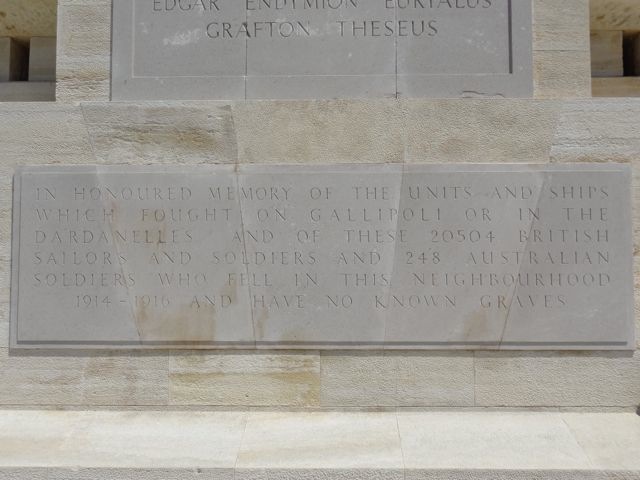 EDGAR ENDYMION EURYALUS
GRAFTON THESEUS
IN HONOURED MEMORY OF THE UNITS AND SHIPS
WHICH FOUGHT ON GALLIPOLI OR IN THE
DARDANELLES AND OF THESE 20504 BRITISH
SAILORS AND SOLDIERS AND 248 AUSTRALIAN
SOLDIERS WHO FELL IN THIS NEIGHBOURHOOD
1914-1916 AND HAVE NO KNOWN GRAVES